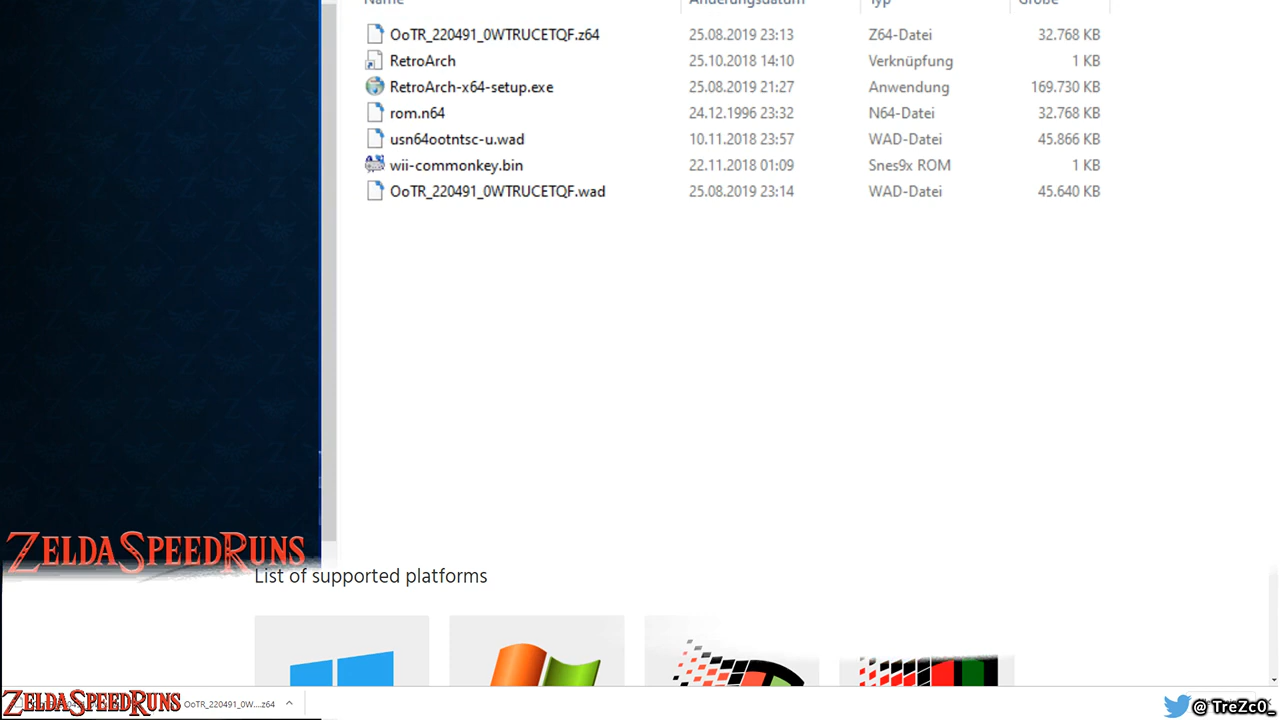 Name Änderungsdatum Typ Größe
OoTR_220491_0WTRUCETQF.z64 25.08.2019 23:13 Z64-Datei 32.768 KB
RetroArch 25.10.2018 14:10 Verknüpfung 1 KB
RetroArch-x64-setup.exe 25.08.2019 21:27 Anwendung 169.730 KB
rom.n64 24.12.1996 23:32 N64-Datei 32.768 KB
usn64ootntsc-u.wad 10.11.2018 23:57 WAD-Datei 45.866 KB
wii-commonkey.bin 22.11.2018 01:09 Snes9x ROM 1 KB
OoTR_220491_0WTRUCETQF.wad 25.08.2019 23:14 WAD-Datei 45.640 KB
ZELDASPEEDRUNS
List of supported platforms
ZELDASPEEDRUNS
OoTR_220491_0W....z64
@ TreZc0_